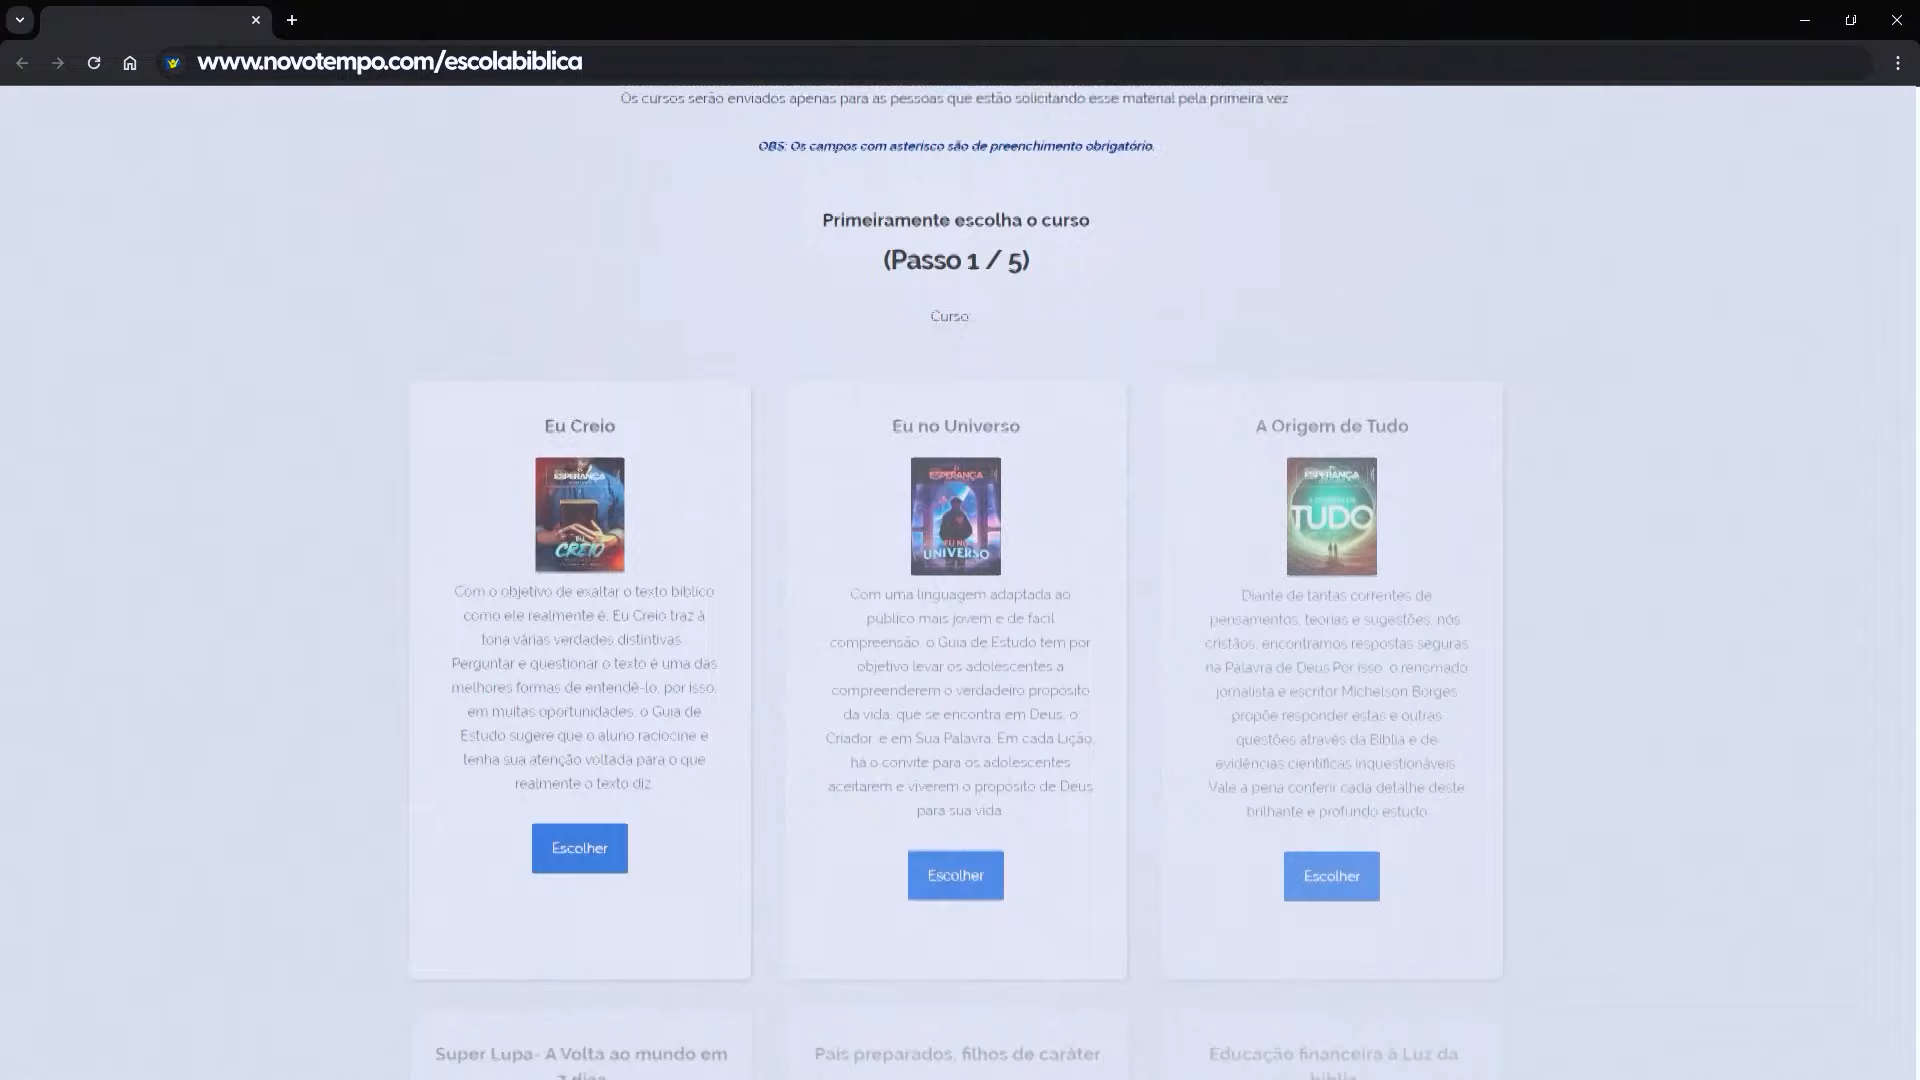 www.novotempo.com/escolabiblica
Os cursos serão enviados apenas para as pessoas que estão solicitando esse material pela primeira vez
OBS: Os campos com asterisco são de preenchimento obrigatório.
Primeiramente escolha o curso
(Passo 1 / 5)
Curso
Eu Creio
ESPERANÇA
EU
CREIO
Com o objetivo de exaltar o texto bíblico
como ele realmente é, Eu Creio traz à
tona várias verdades distintivas
Perguntar e questionar o texto é uma das
melhores formas de entendê-lo, por isso,
em muitas oportunidades, o Guia de
Estudo sugere que o aluno raciocine e
tenha sua atenção voltada para o que
realmente o texto diz
Escolher
Eu no Universo
ESPERANÇA
EU NO
UNIVERSO
Com uma linguagem adaptada ao
público mais jovem e de fácil
compreensão, o Guia de Estudo tem por
objetivo levar os adolescentes a
compreenderem o verdadeiro propósito
da vida, que se encontra em Deus, o
Criador, e em Sua Palavra. Em cada Lição,
há o convite para os adolescentes
aceitarem e viverem o propósito de Deus
para sua vida
Escolher
A Origem de Tudo
ESPERANÇA
TUDO
Diante de tantas correntes de
pensamentos, teorias e sugestões, nós
cristãos, encontramos respostas seguras
na Palavra de Deus Por isso, o renomado
jornalista e escritor Michelson Borges
propõe responder estas e outras
questões através da Bíblia e de
evidências científicas inquestionáveis
Vale a pena conferir cada detalhe deste
brilhante e profundo estudo
Escolher
Super Lupa- A Volta ao mundo em
7 dias
Pais preparados, filhos de caráter
Educação financeira à Luz da
bíblia